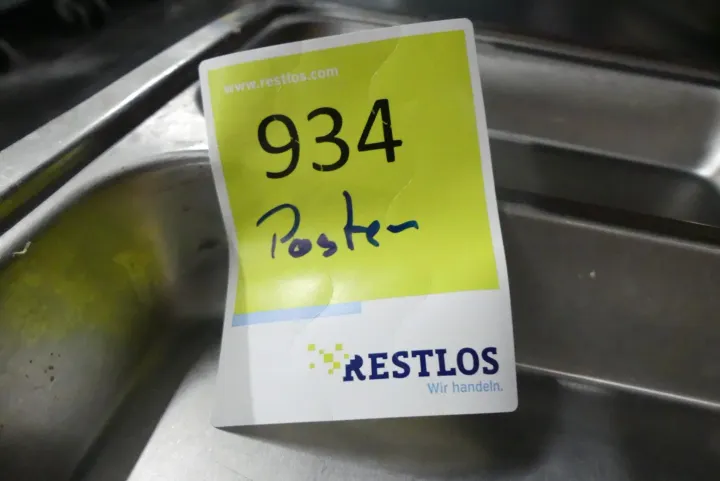 www.restlos.com
934
Posten
RESTLOS
Wir handeln.